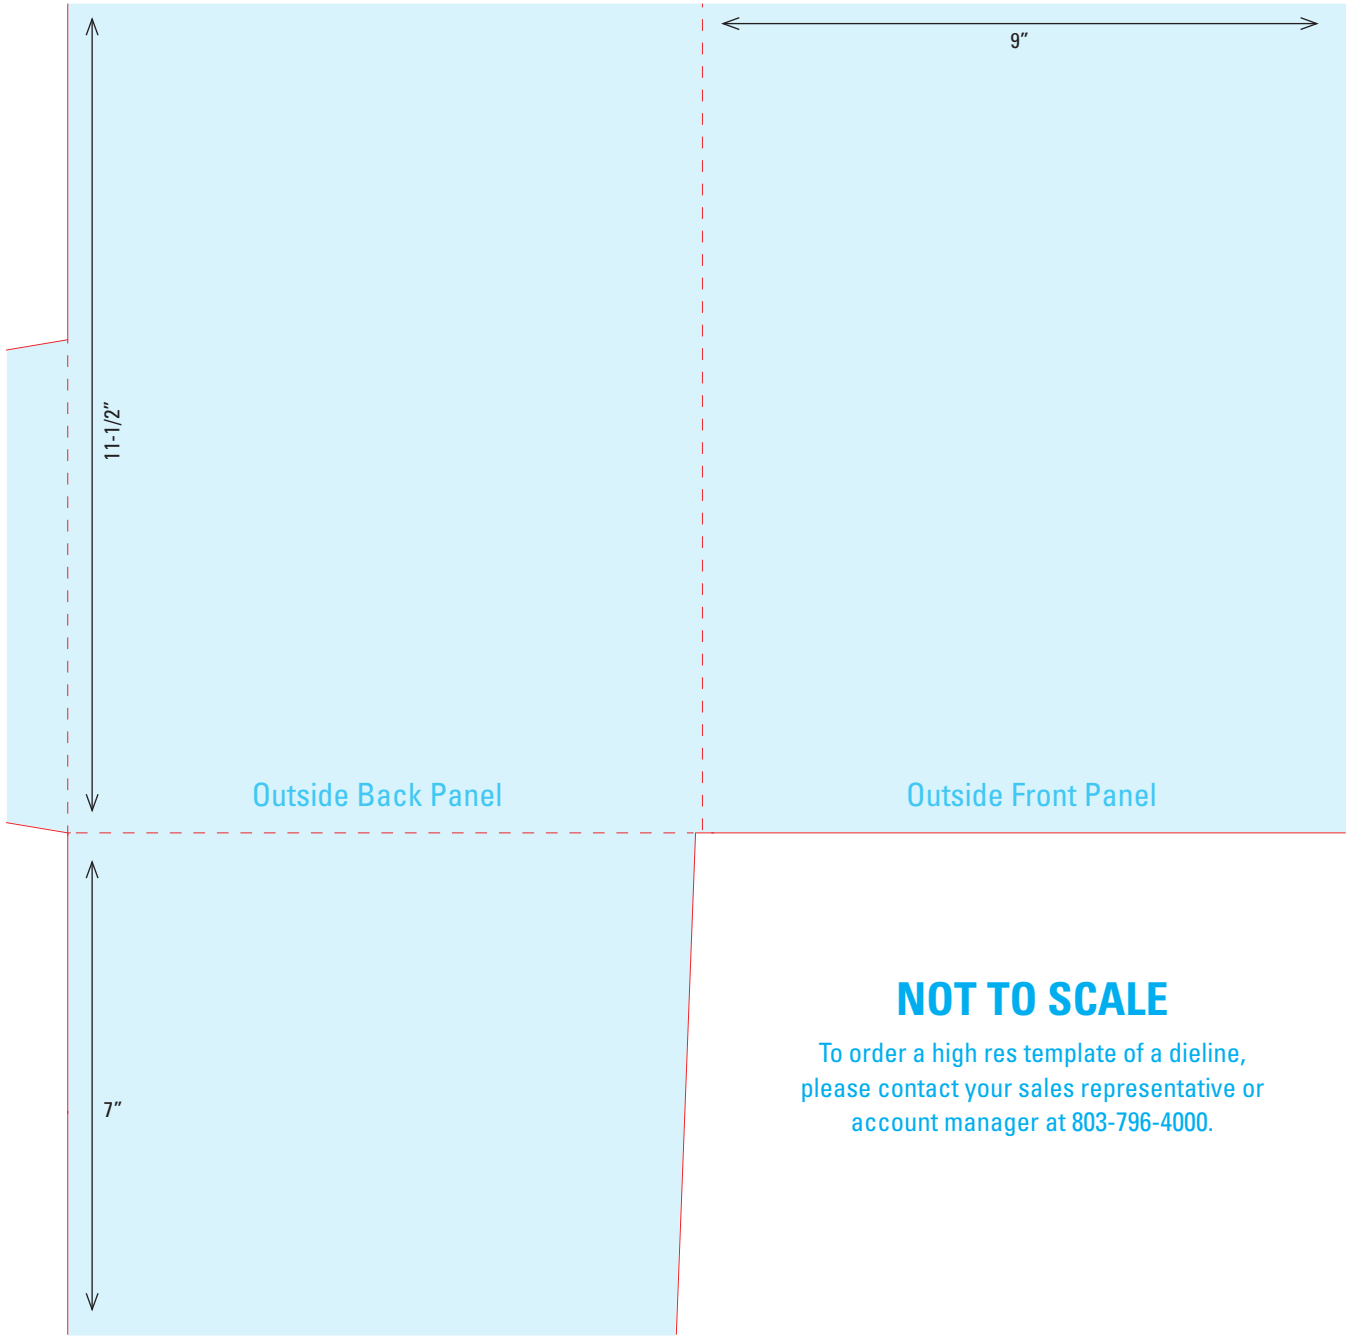 9”
11-1/2”
Outside Back Panel
Outside Front Panel
7”
NOT TO SCALE
To order a high res template of a dieline,
please contact your sales representative or
account manager at 803-796-4000.